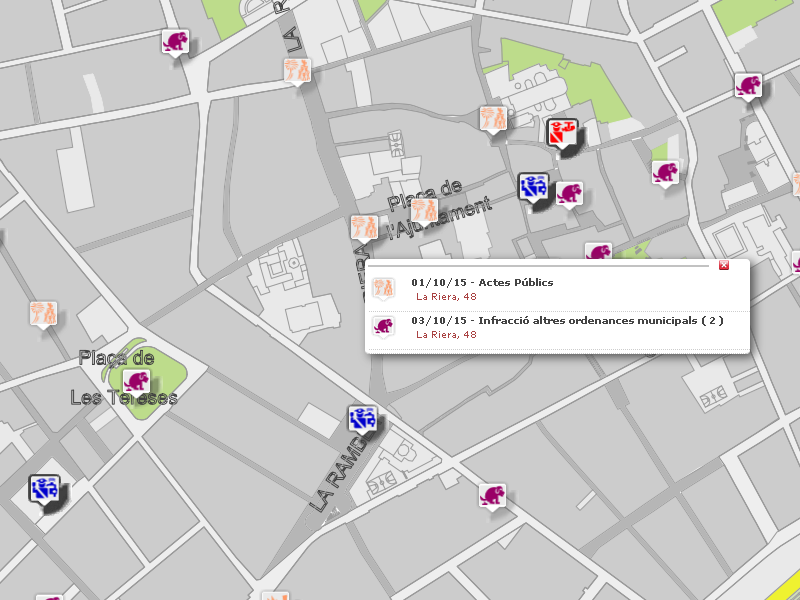 LA R
Plaça de
l'Ajuntament
RIERA
01/10/15 - Actes Públics
La Riera, 48
03/10/15 - Infracció altres ordenances municipals ( 2 )
La Riera, 48
Plaça de
Les Tereses
LA RAMB